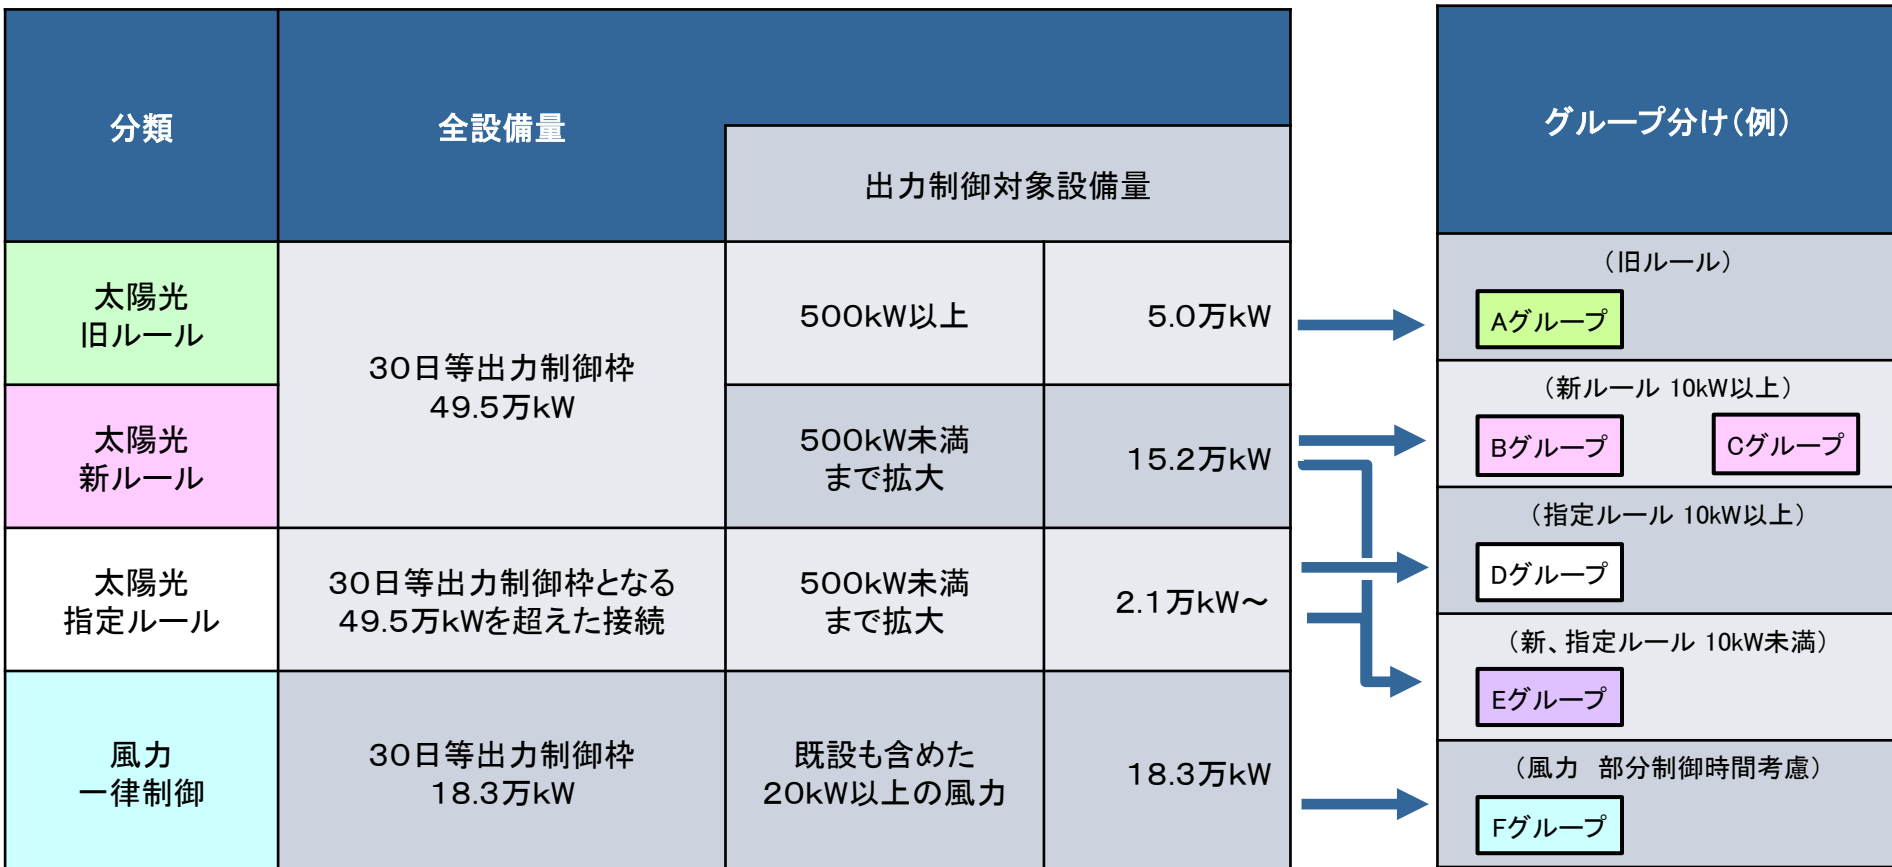 分類
全設備量
出力制御対象設備量
太陽光
旧ルール
30日等出力制御枠
49.5万kW
500kW以上
5.0万kW
太陽光
新ルール
500kW未満
まで拡大
15.2万kW
太陽光
指定ルール
30日等出力制御枠となる
49.5万kWを超えた接続
500kW未満
まで拡大
2.1万kW～
風力
一律制御
30日等出力制御枠
18.3万kW
既設も含めた
20kW以上の風力
18.3万kW
グループ分け(例)
(旧ルール)
Aグループ
(新ルール 10kW以上)
Bグループ Cグループ
(指定ルール 10kW以上)
Dグループ
(新、指定ルール 10kW未満)
Eグループ
(風力 部分制御時間考慮)
Fグループ